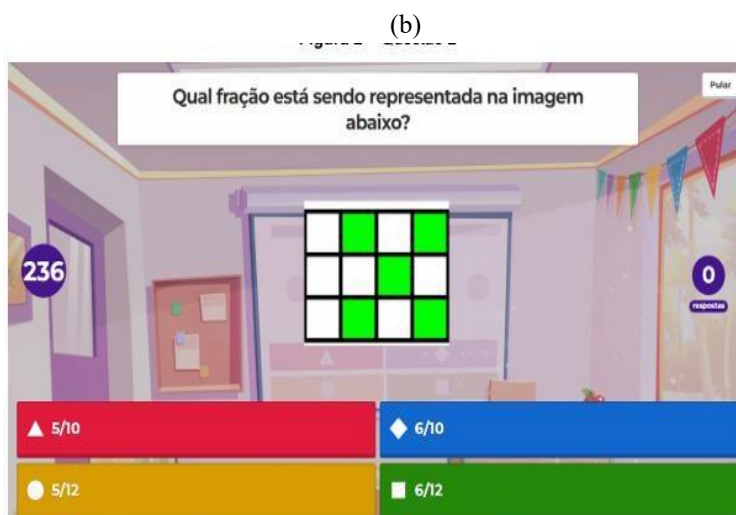 (b)
Qual fração está sendo representada na imagem
abaixo?
Pular
236
0
respostas
5/10
6/10
5/12
6/12